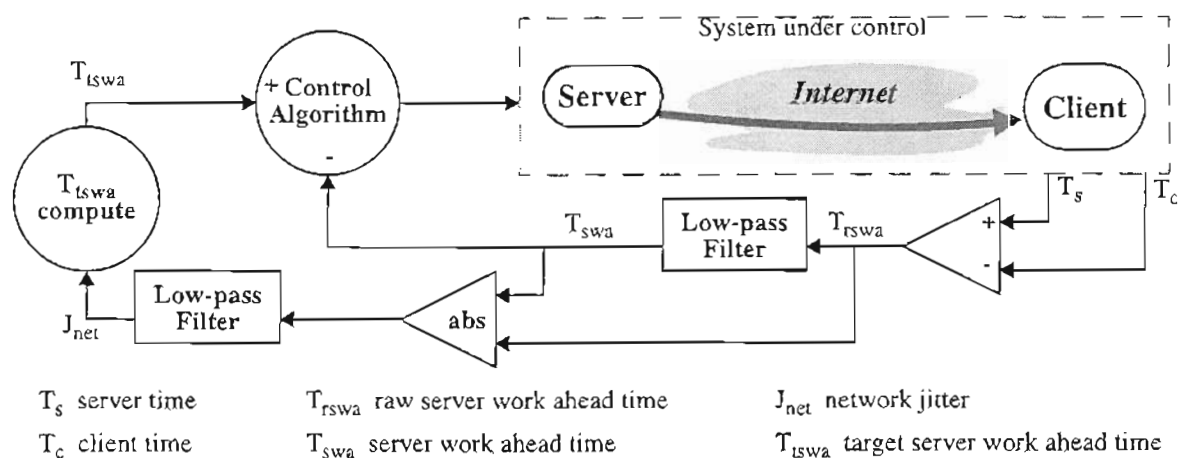 System under control
T_tswa
+ Control
Algorithm
-
Server
Internet
Client
T_tswa
compute
T_s
T_c
T_swa
Low-pass
Filter
T_rswa
+
-
Low-pass
Filter
abs
J_net
T_s server time
T_rswa raw server work ahead time
J_net network jitter
T_c client time
T_swa server work ahead time
T_tswa target server work ahead time